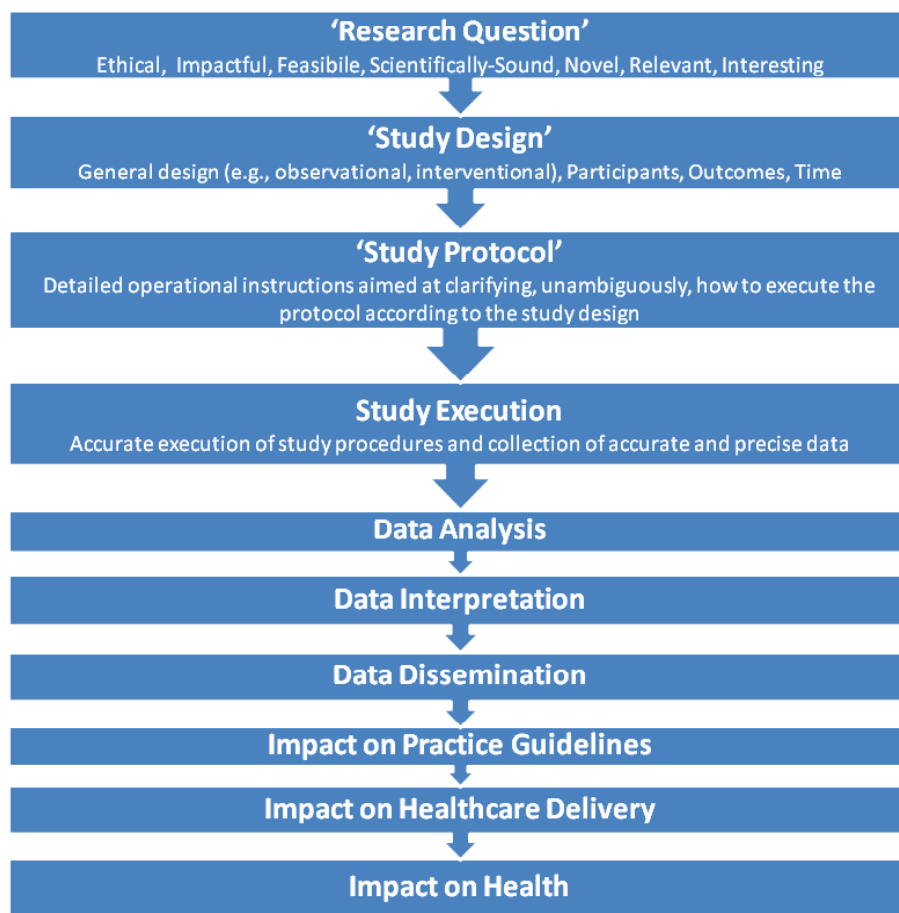 ‘Research Question’
Ethical, Impactful, Feasibile, Scientifically-Sound, Novel, Relevant, Interesting
‘Study Design’
General design (e.g., observational, interventional), Participants, Outcomes, Time
‘Study Protocol’
Detailed operational instructions aimed at clarifying, unambiguously, how to execute the
protocol according to the study design
Study Execution
Accurate execution of study procedures and collection of accurate and precise data
Data Analysis
Data Interpretation
Data Dissemination
Impact on Practice Guidelines
Impact on Healthcare Delivery
Impact on Health